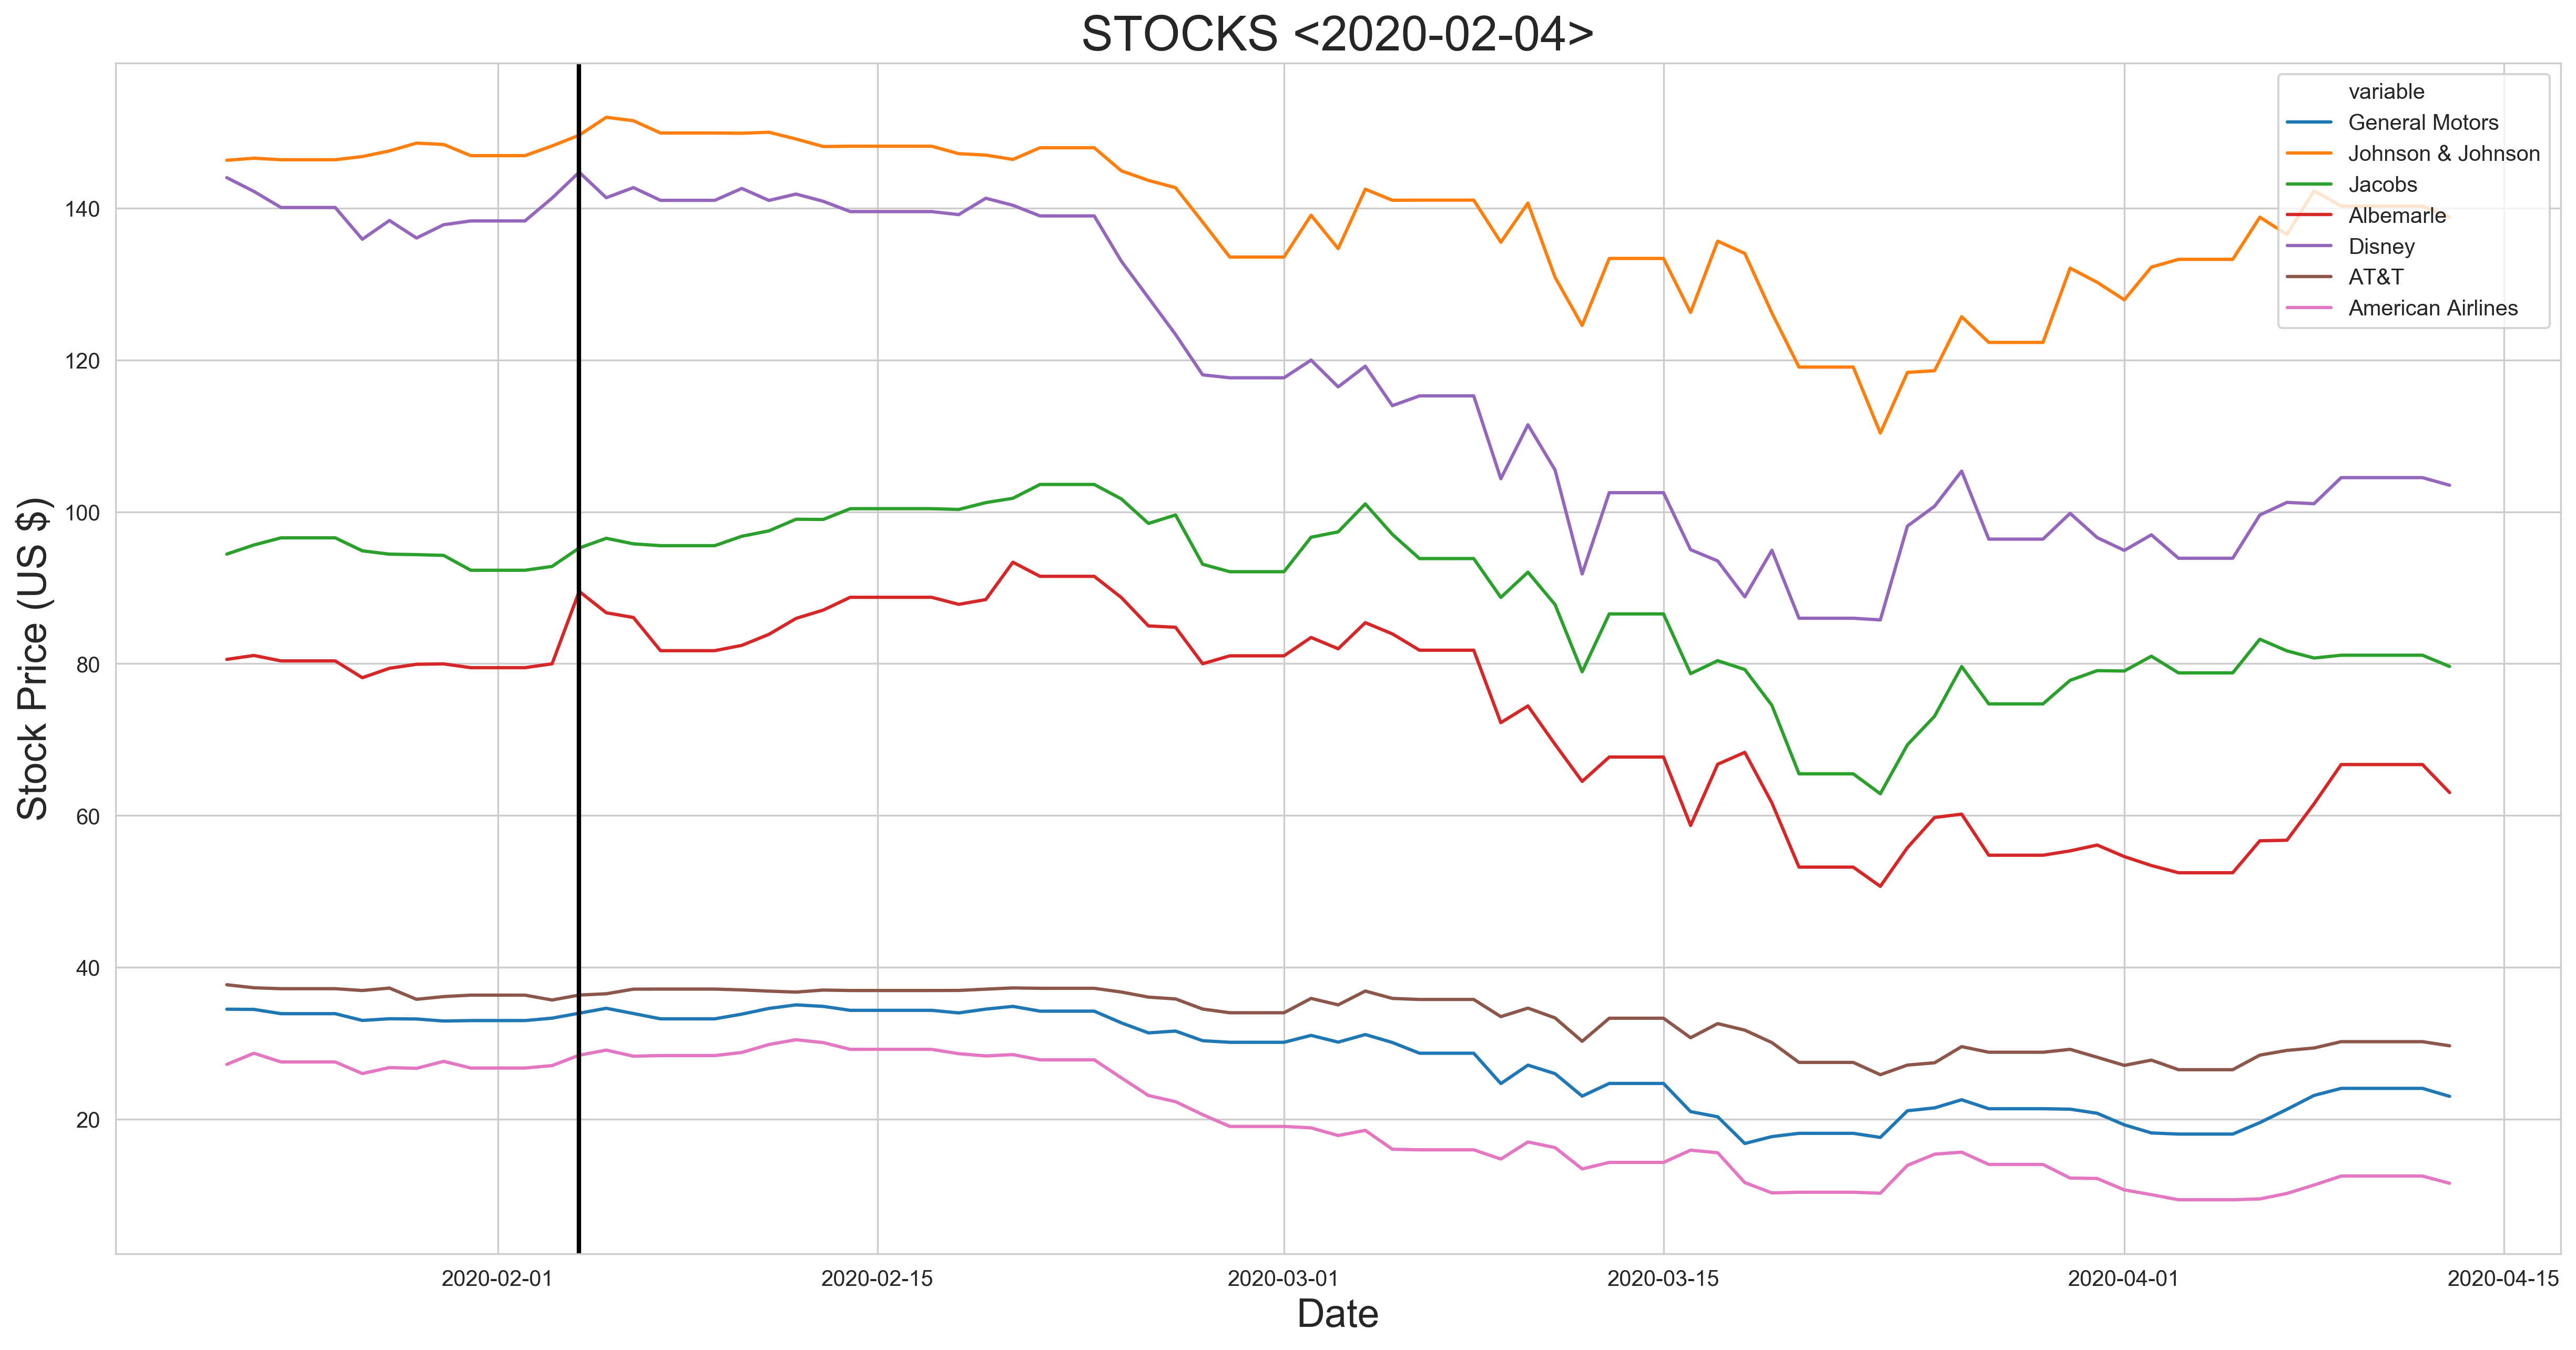 STOCKS <2020-02-04>
variable
General Motors
Johnson & Johnson
Jacobs
Albemarle
Disney
AT&T
American Airlines
Stock Price (US $)
140
120
100
80
60
40
20
2020-02-01
2020-02-15
2020-03-01
2020-03-15
2020-04-01
2020-04-15
Date